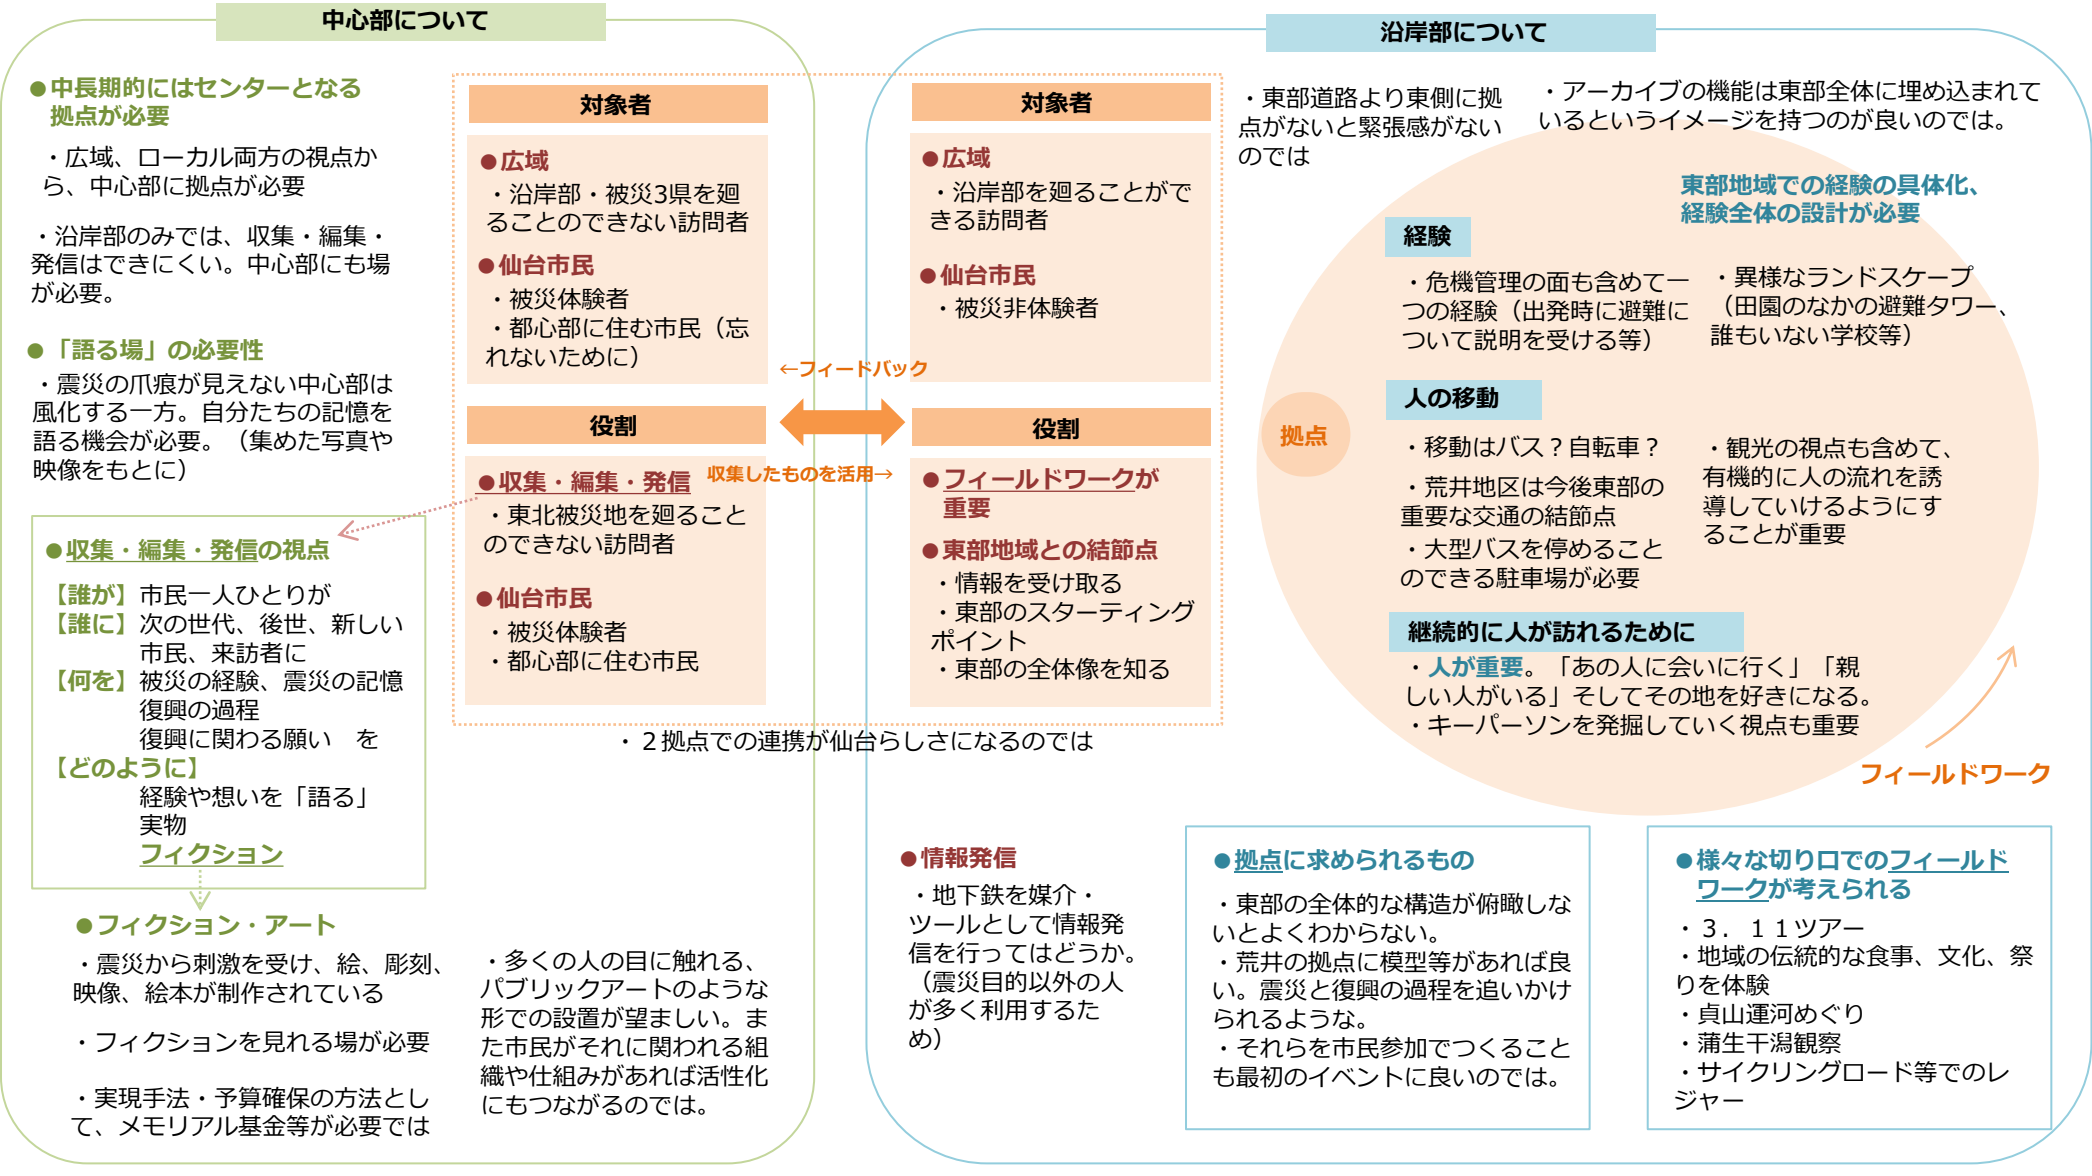 中心部について
●中長期的にはセンターとなる
拠点が必要
・広域、ローカル両方の視点か
ら、中心部に拠点が必要
・沿岸部のみでは、収集・編集・
発信はできにくい。中心部にも場
が必要。
●「語る場」の必要性
・震災の爪痕が見えない中心部は
風化する一方。自分たちの記憶を
語る機会が必要。（集めた写真や
映像をもとに）
●収集・編集・発信の視点
【誰が】市民一人ひとりが
【誰に】次の世代、後世、新しい
市民、来訪者に
【何を】被災の経験、震災の記憶
復興の過程
復興に関わる願い　を
【どのように】
経験や想いを「語る」
実物
フィクション
●フィクション・アート
・震災から刺激を受け、絵、彫刻、
映像、絵本が制作されている
・フィクションを見れる場が必要
・実現手法・予算確保の方法とし
て、メモリアル基金等が必要では
対象者
●広域
・沿岸部・被災3県を廻
ることのできない訪問者
●仙台市民
・被災体験者
・都心部に住む市民（忘
れないために）
役割
●収集・編集・発信
・東北被災地を廻ること
のできない訪問者
●仙台市民
・被災体験者
・都心部に住む市民
・多くの人の目に触れる、
パブリックアートのような
形での設置が望ましい。ま
た市民がそれに関われる組
織や仕組みがあれば活性化
にもつながるのでは。
←フィードバック
収集したものを活用→
・２拠点での連携が仙台らしさになるのでは
沿岸部について
対象者
●広域
・沿岸部を廻ることがで
きる訪問者
●仙台市民
・被災非体験者
役割
●フィールドワークが
重要
●東部地域との結節点
・情報を受け取る
・東部のスターティング
ポイント
・東部の全体像を知る
・東部道路より東側に拠
点がないと緊張感がない
のでは
・アーカイブの機能は東部全体に埋め込まれて
いるというイメージを持つのが良いのでは。
東部地域での経験の具体化、
経験全体の設計が必要
経験
・危機管理の面も含めて一
つの経験（出発時に避難に
ついて説明を受ける等）
・異様なランドスケープ
（田園のなかの避難タワー、
誰もいない学校等）
拠点
人の移動
・移動はバス？自転車？
・荒井地区は今後東部の
重要な交通の結節点
・大型バスを停めること
のできる駐車場が必要
・観光の視点も含めて、
有機的に人の流れを誘
導していけるようにす
ることが重要
継続的に人が訪れるために
・人が重要。「あの人に会いに行く」「親
しい人がいる」そしてその地を好きになる。
・キーパーソンを発掘していく視点も重要
フィールドワーク
●情報発信
・地下鉄を媒介・
ツールとして情報発
信を行ってはどうか。
（震災目的以外の人
が多く利用するた
め）
●拠点に求められるもの
・東部の全体的な構造が俯瞰しな
いとよくわからない。
・荒井の拠点に模型等があれば良
い。震災と復興の過程を追いかけ
られるような。
・それらを市民参加でつくること
も最初のイベントに良いのでは。
●様々な切り口でのフィールド
ワークが考えられる
・３．１１ツアー
・地域の伝統的な食事、文化、祭
りを体験
・貞山運河めぐり
・蒲生干潟観察
・サイクリングロード等でのレ
ジャー